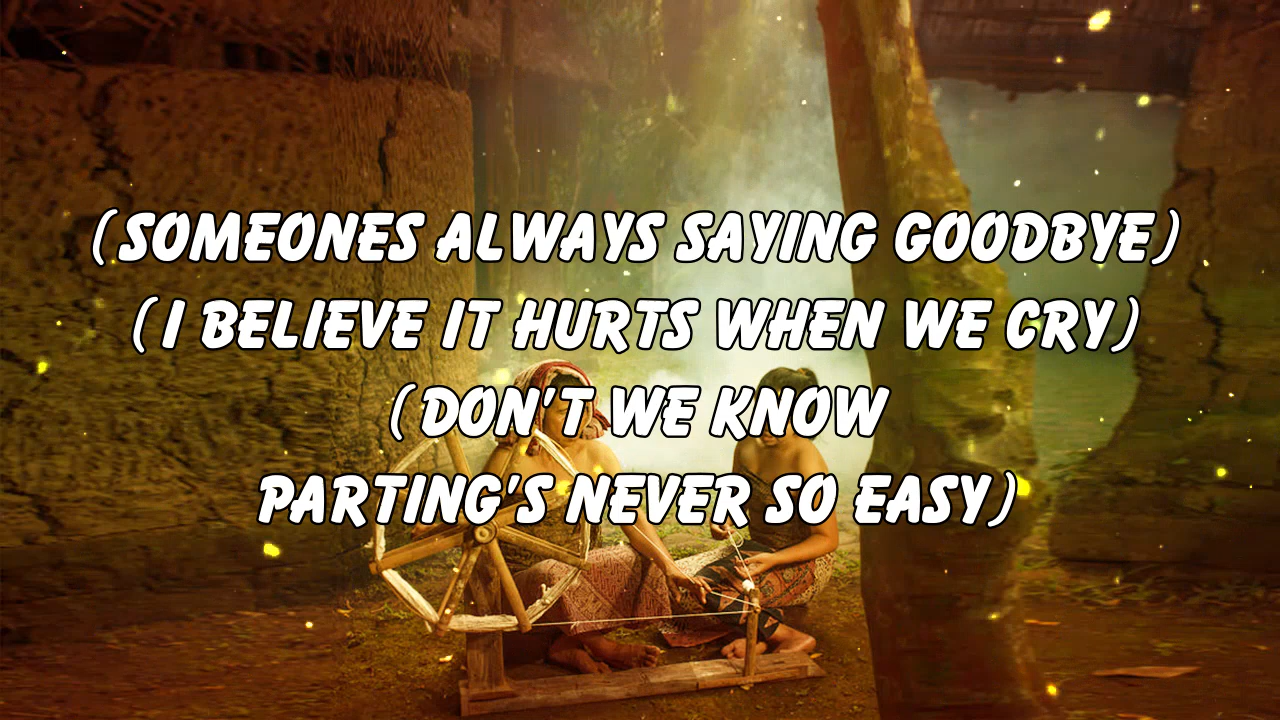 (SOMEONES ALWAYS SAYING GOODBYE)
(I BELIEVE IT HURTS WHEN WE CRY)
(DON'T WE KNOW
PARTING'S NEVER SO EASY)